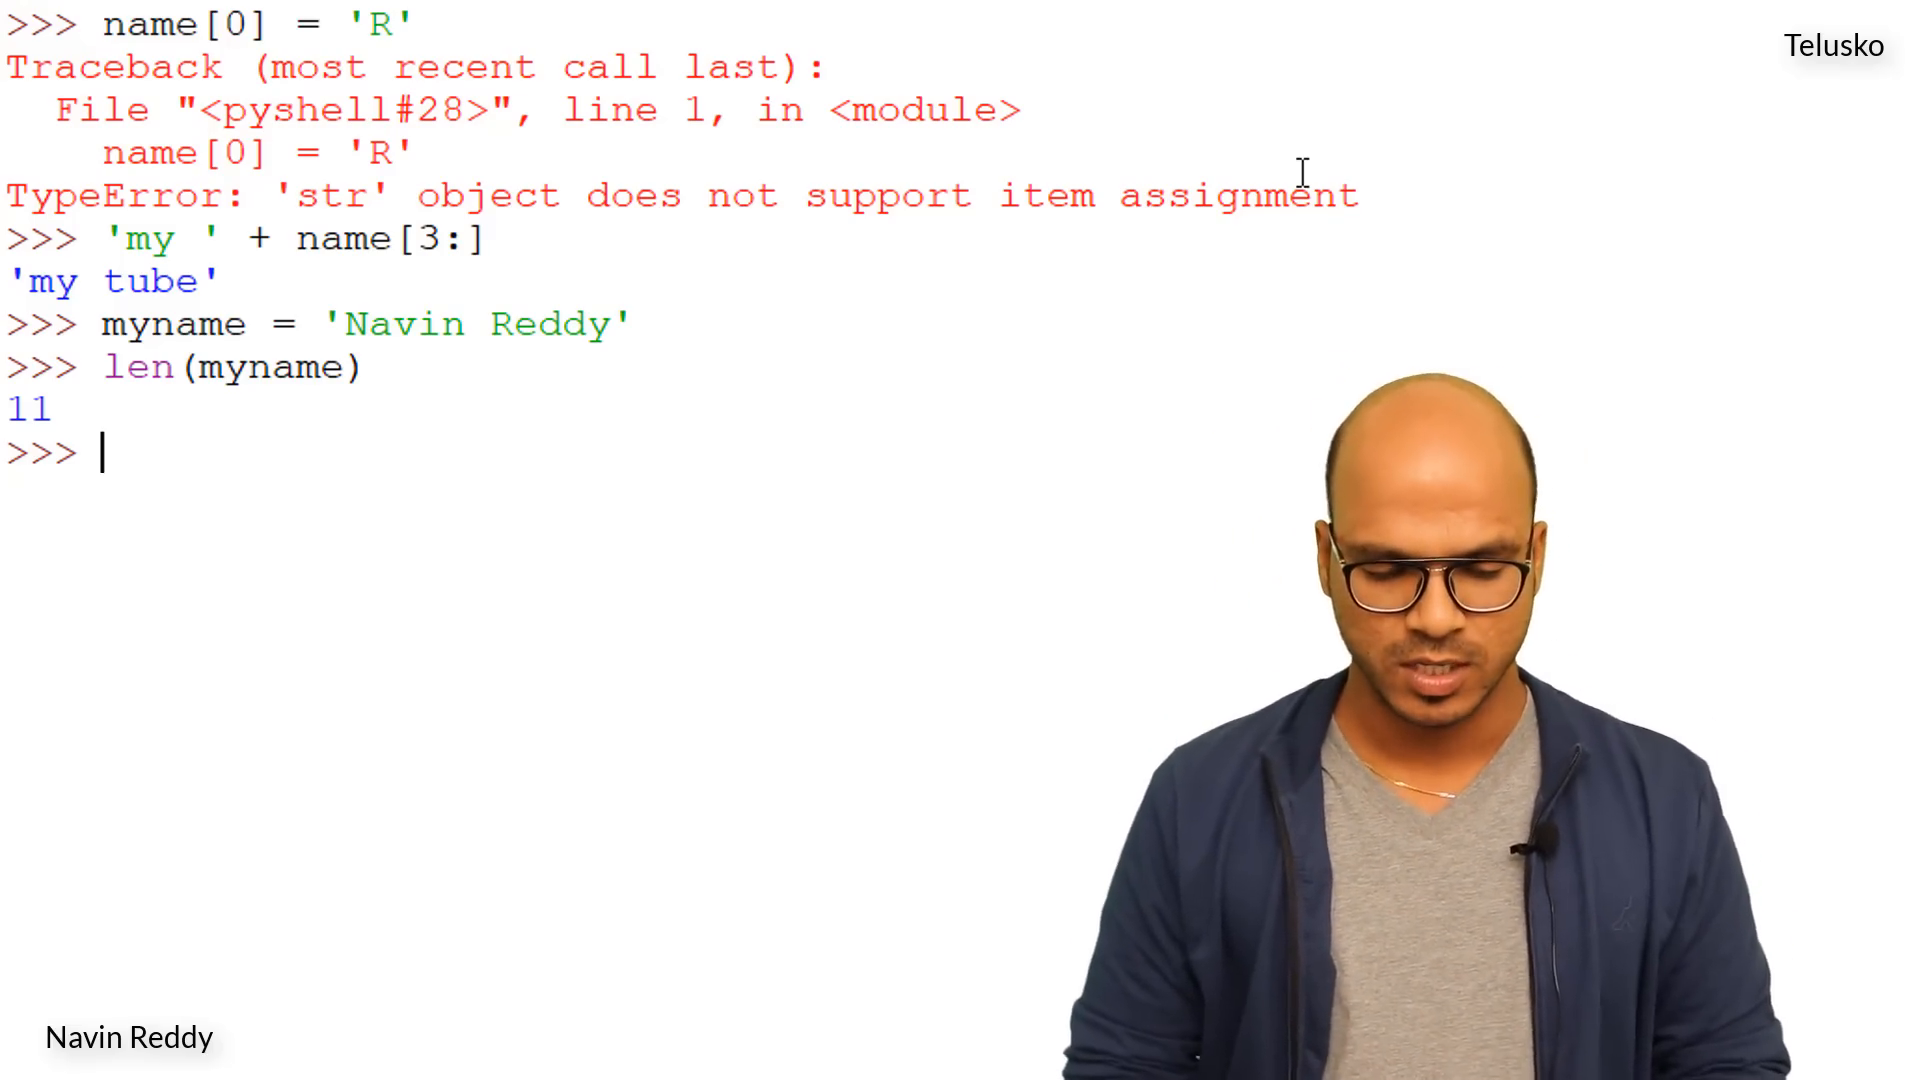 >>> name[0] = 'R'
Telusko
Traceback (most recent call last):
  File "<pyshell#28>", line 1, in <module>
    name[0] = 'R'
TypeError: 'str' object does not support item assignment
>>> 'my ' + name[3:]
'my tube'
>>> myname = 'Navin Reddy'
>>> len(myname)
11
>>>
Navin Reddy